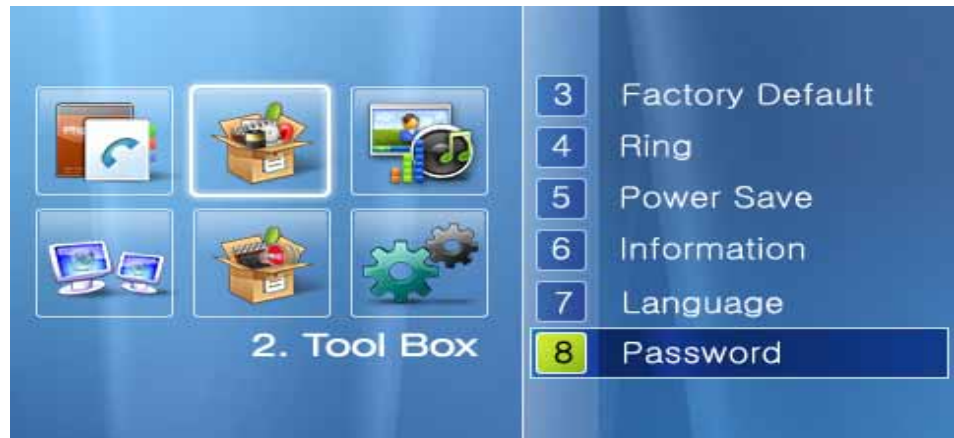 2. Tool Box
3 Factory Default
4 Ring
5 Power Save
6 Information
7 Language
8 Password